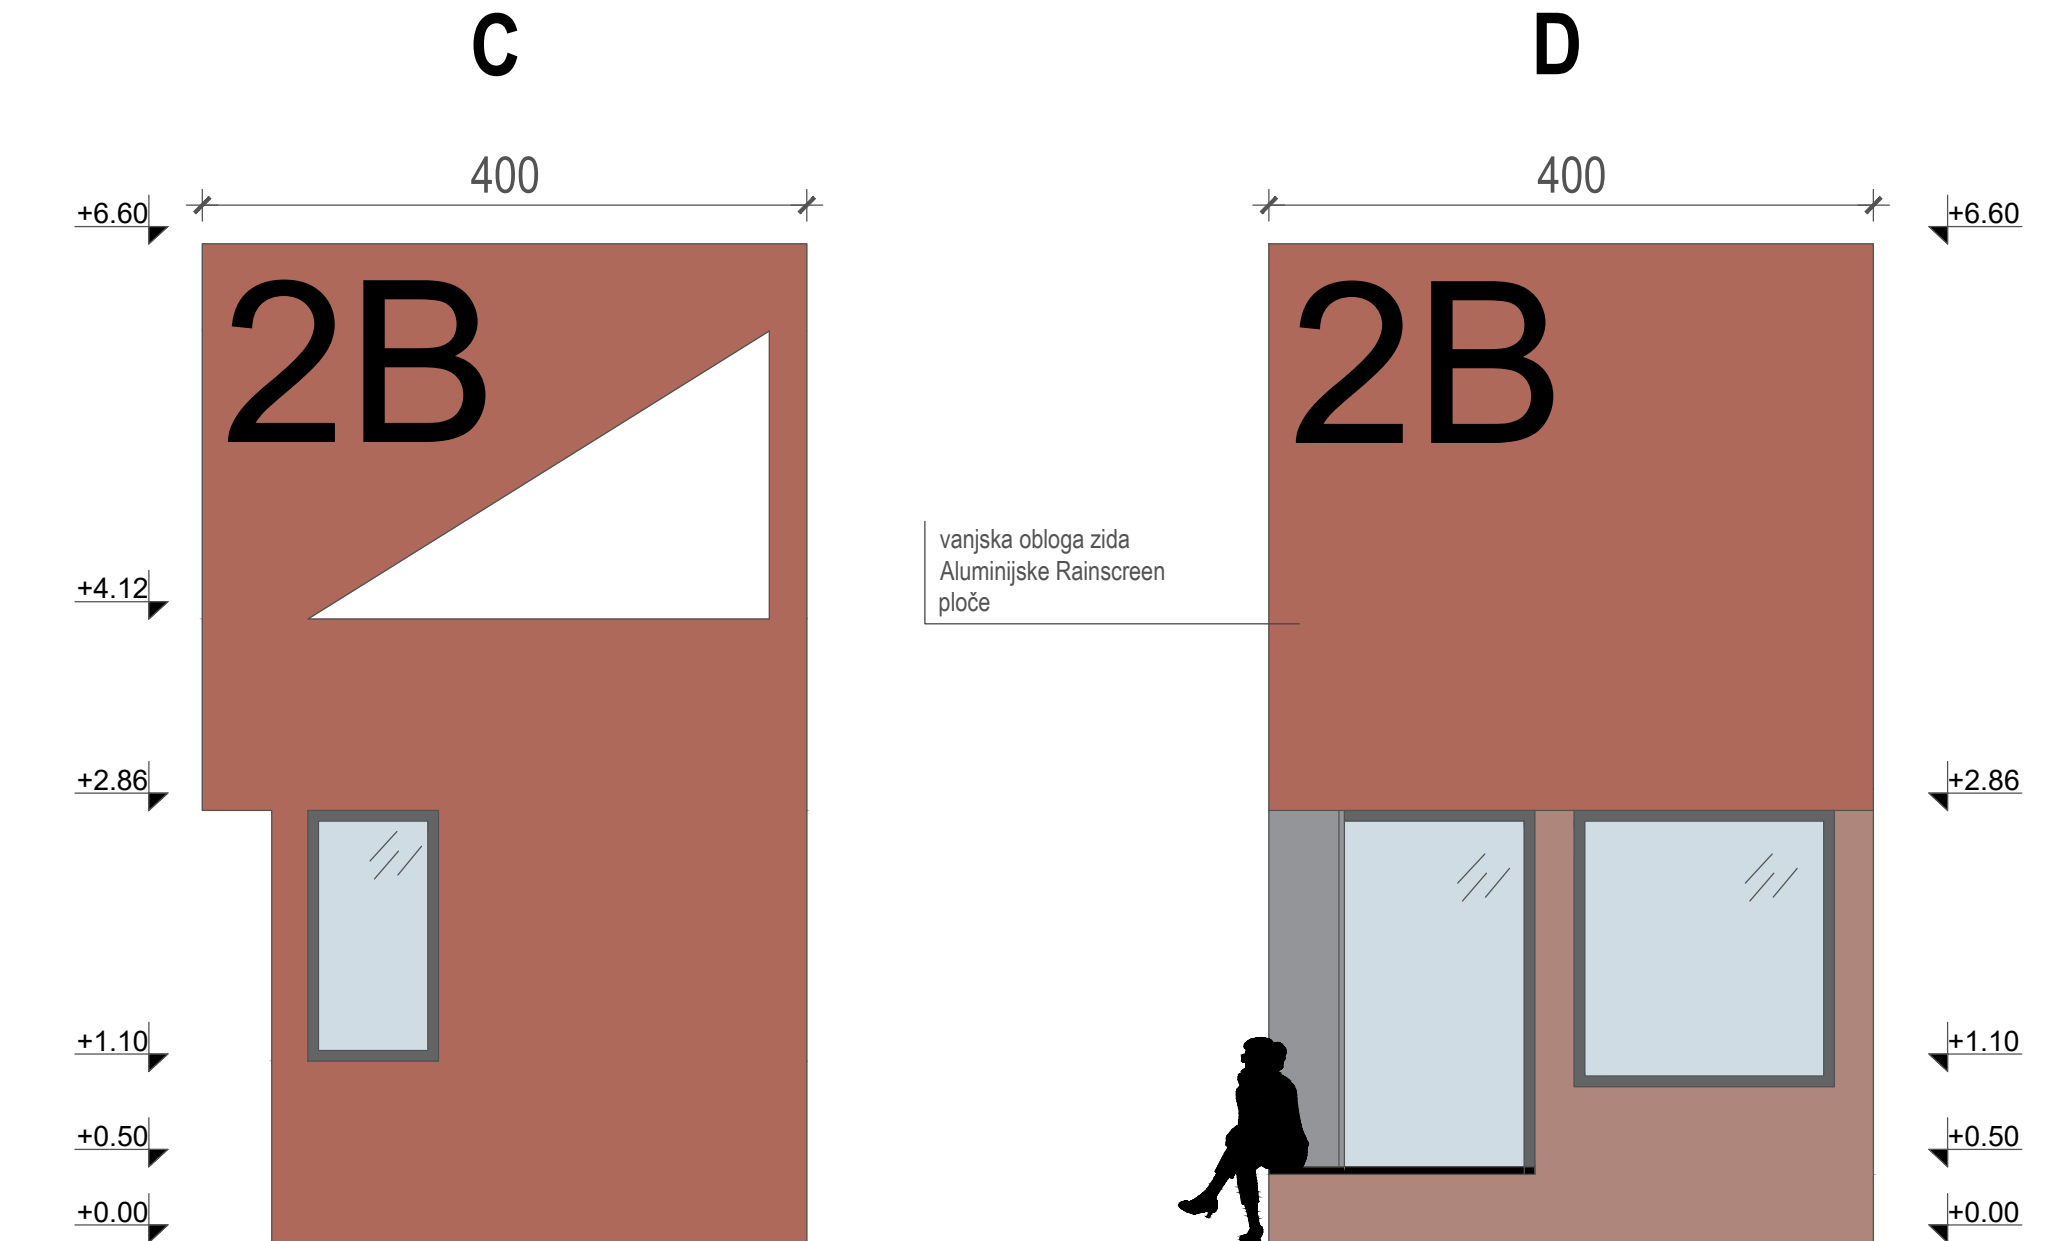 C
D
400
400
+6.60
+6.60
2B
2B
vanjska obloga zida
Aluminijske Rainscreen
ploče
+4.12
+2.86
+2.86
+1.10
+1.10
+0.50
+0.50
+0.00
+0.00